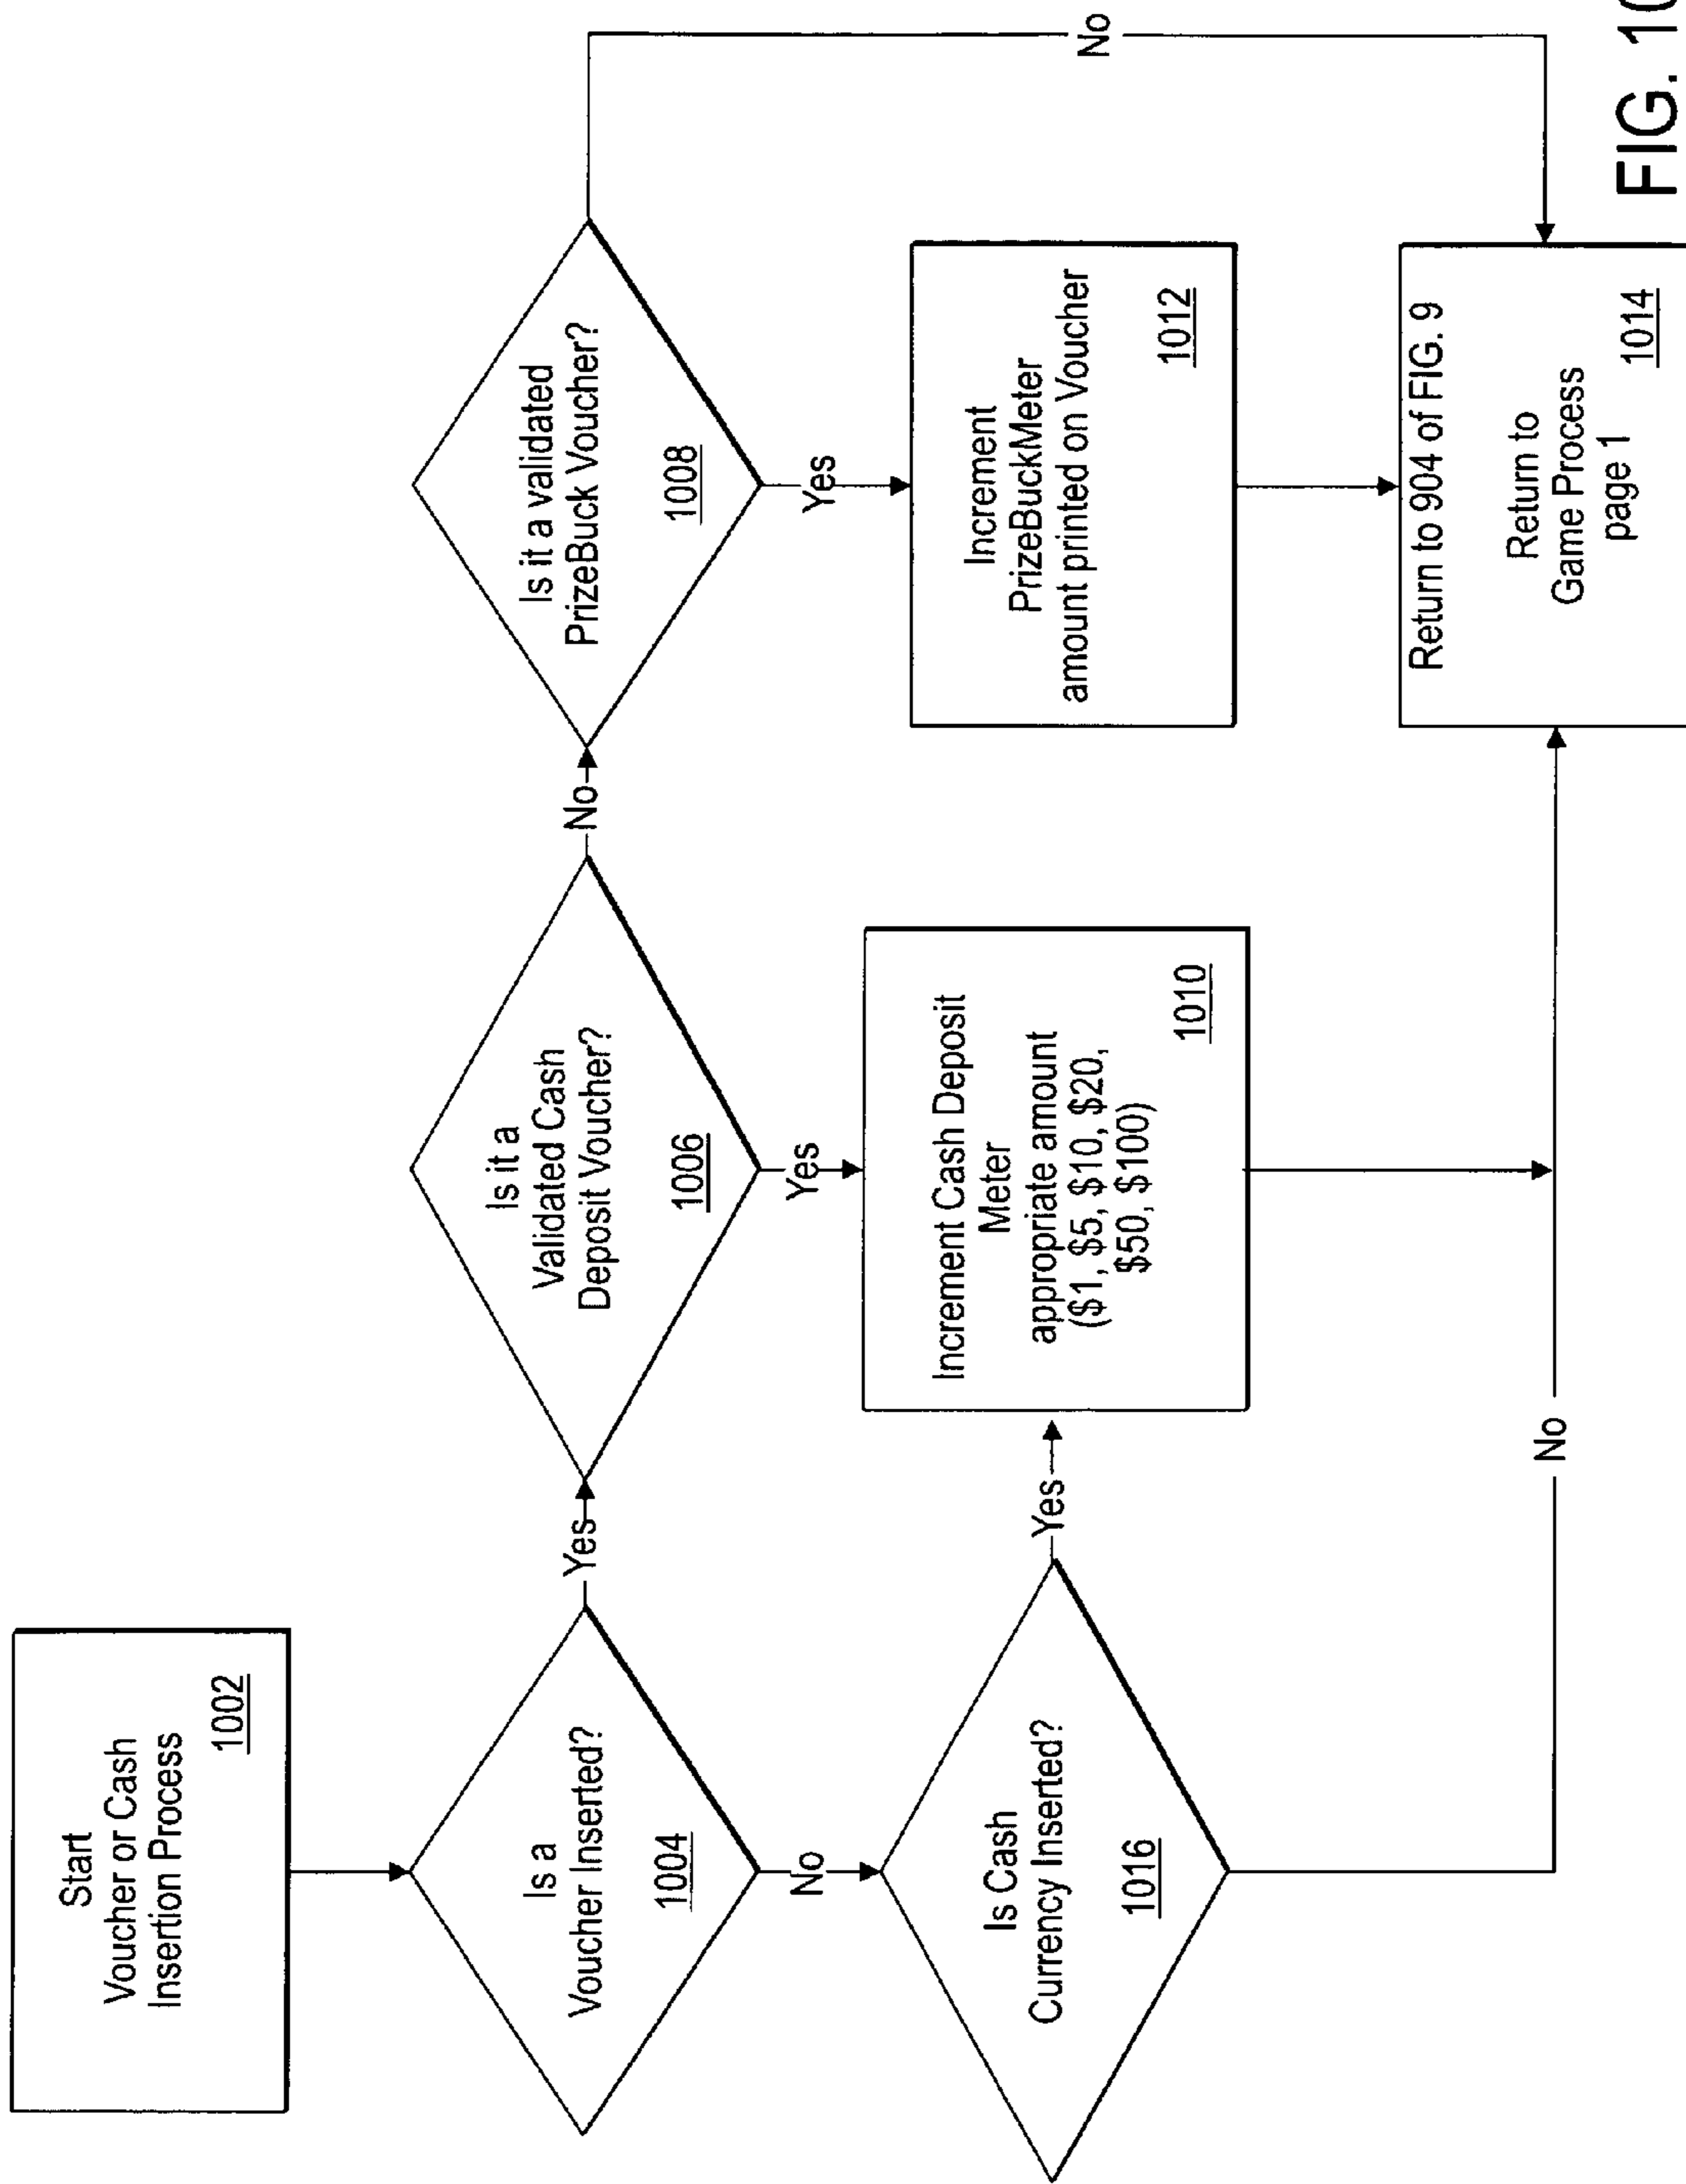 Start
Voucher or Cash
Insertion Process
1002
Is a
Voucher Inserted?
1004
Yes
Is it a
Validated Cash
Deposit Voucher?
1006
No
Is it a validated
PrizeBuck Voucher?
1008
No
No
Yes
Yes
Is Cash
Currency Inserted?
1016
Yes
Increment Cash Deposit
Meter
appropriate amount
($1, $5, $10, $20,
$50, $100)
1010
Increment
PrizeBuckMeter
amount printed on Voucher
1012
No
Return to 904 of FIG. 9
Return to
Game Process
page 1
1014
FIG. 10